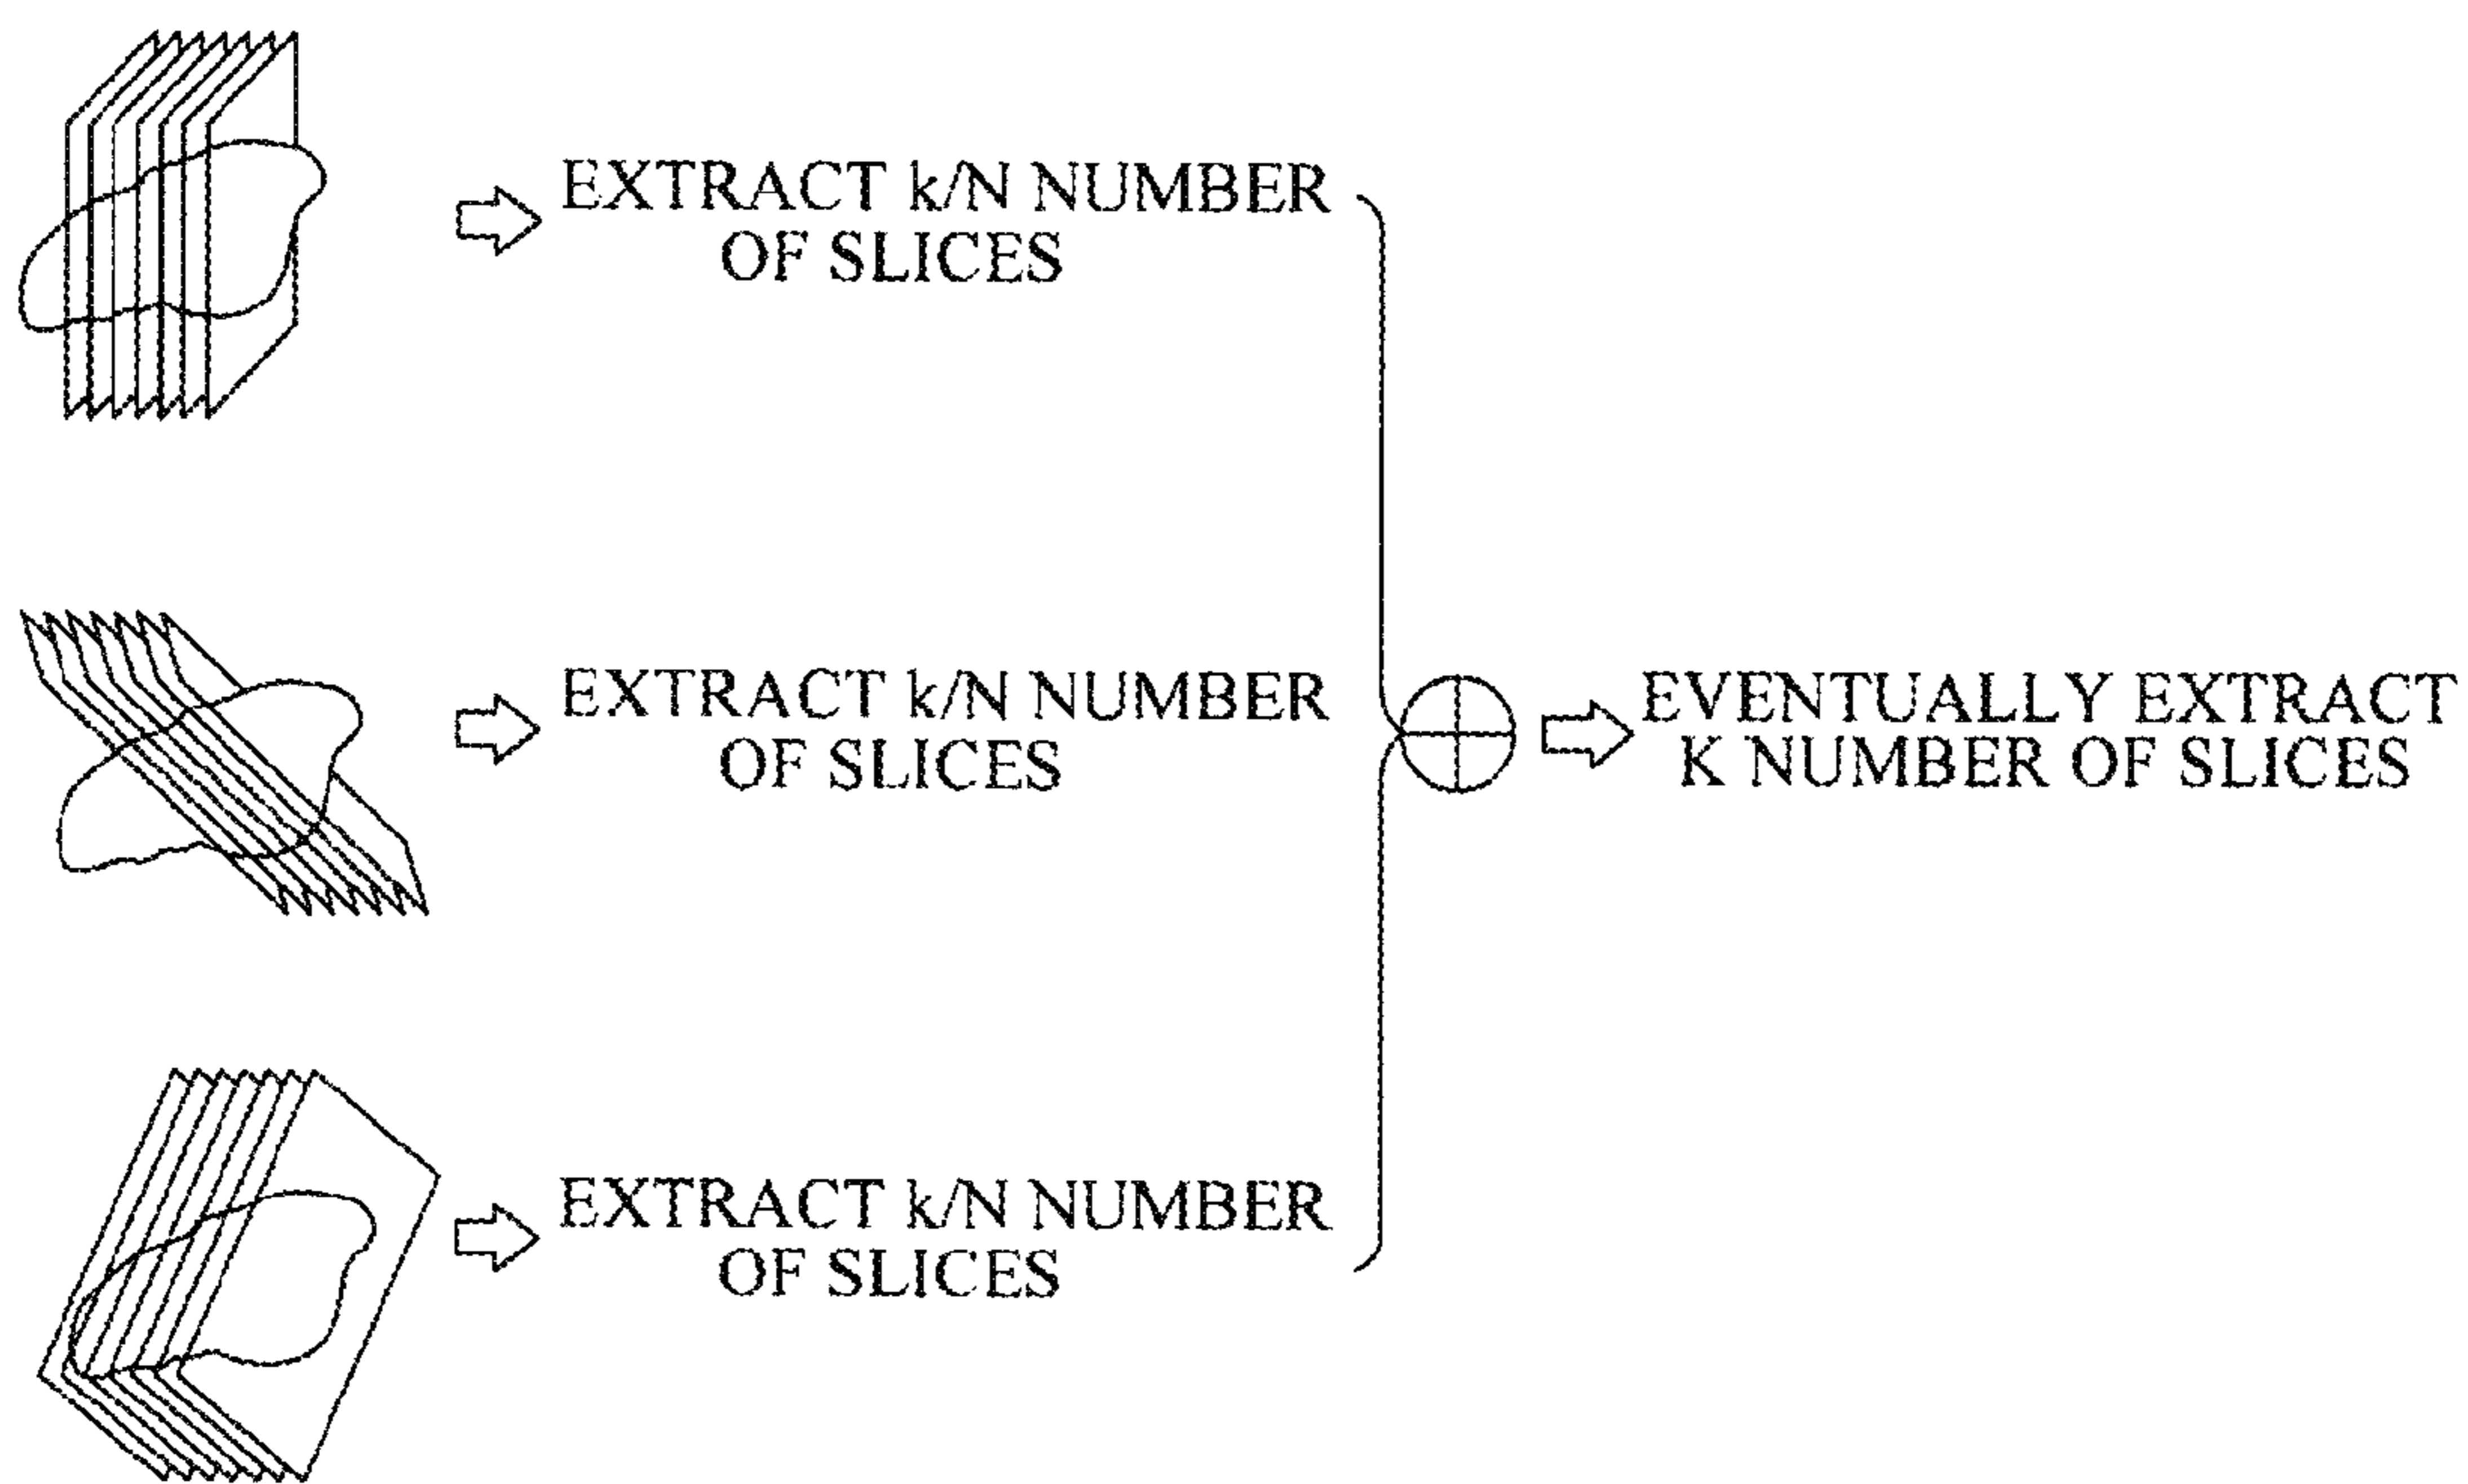 EXTRACT k/N NUMBER
OF SLICES
EXTRACT k/N NUMBER
OF SLICES
EVENTUALLY EXTRACT
K NUMBER OF SLICES
EXTRACT k/N NUMBER
OF SLICES